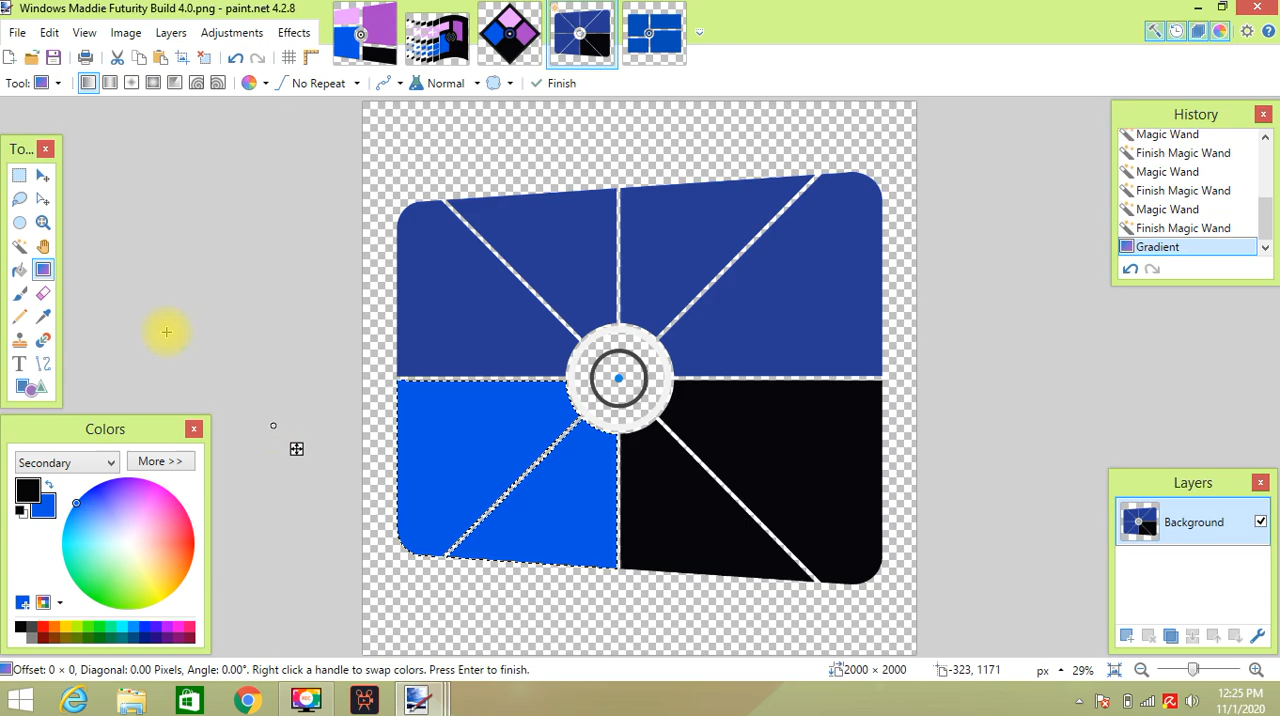 Windows Maddie Futurity Build 4.0.png - paint.net 4.2.8
File Edit View Image Layers Adjustments Effects
Tool: No Repeat Normal Finish
To...
History
Magic Wand
Finish Magic Wand
Magic Wand
Finish Magic Wand
Magic Wand
Finish Magic Wand
Gradient
Colors
Secondary More >>
Layers
Background
Offset: 0 × 0, Diagonal: 0.00 Pixels, Angle: 0.00°. Right click a handle to swap colors. Press Enter to finish. 2000 × 2000 -323, 1171 px 29%
12:25 PM
11/1/2020